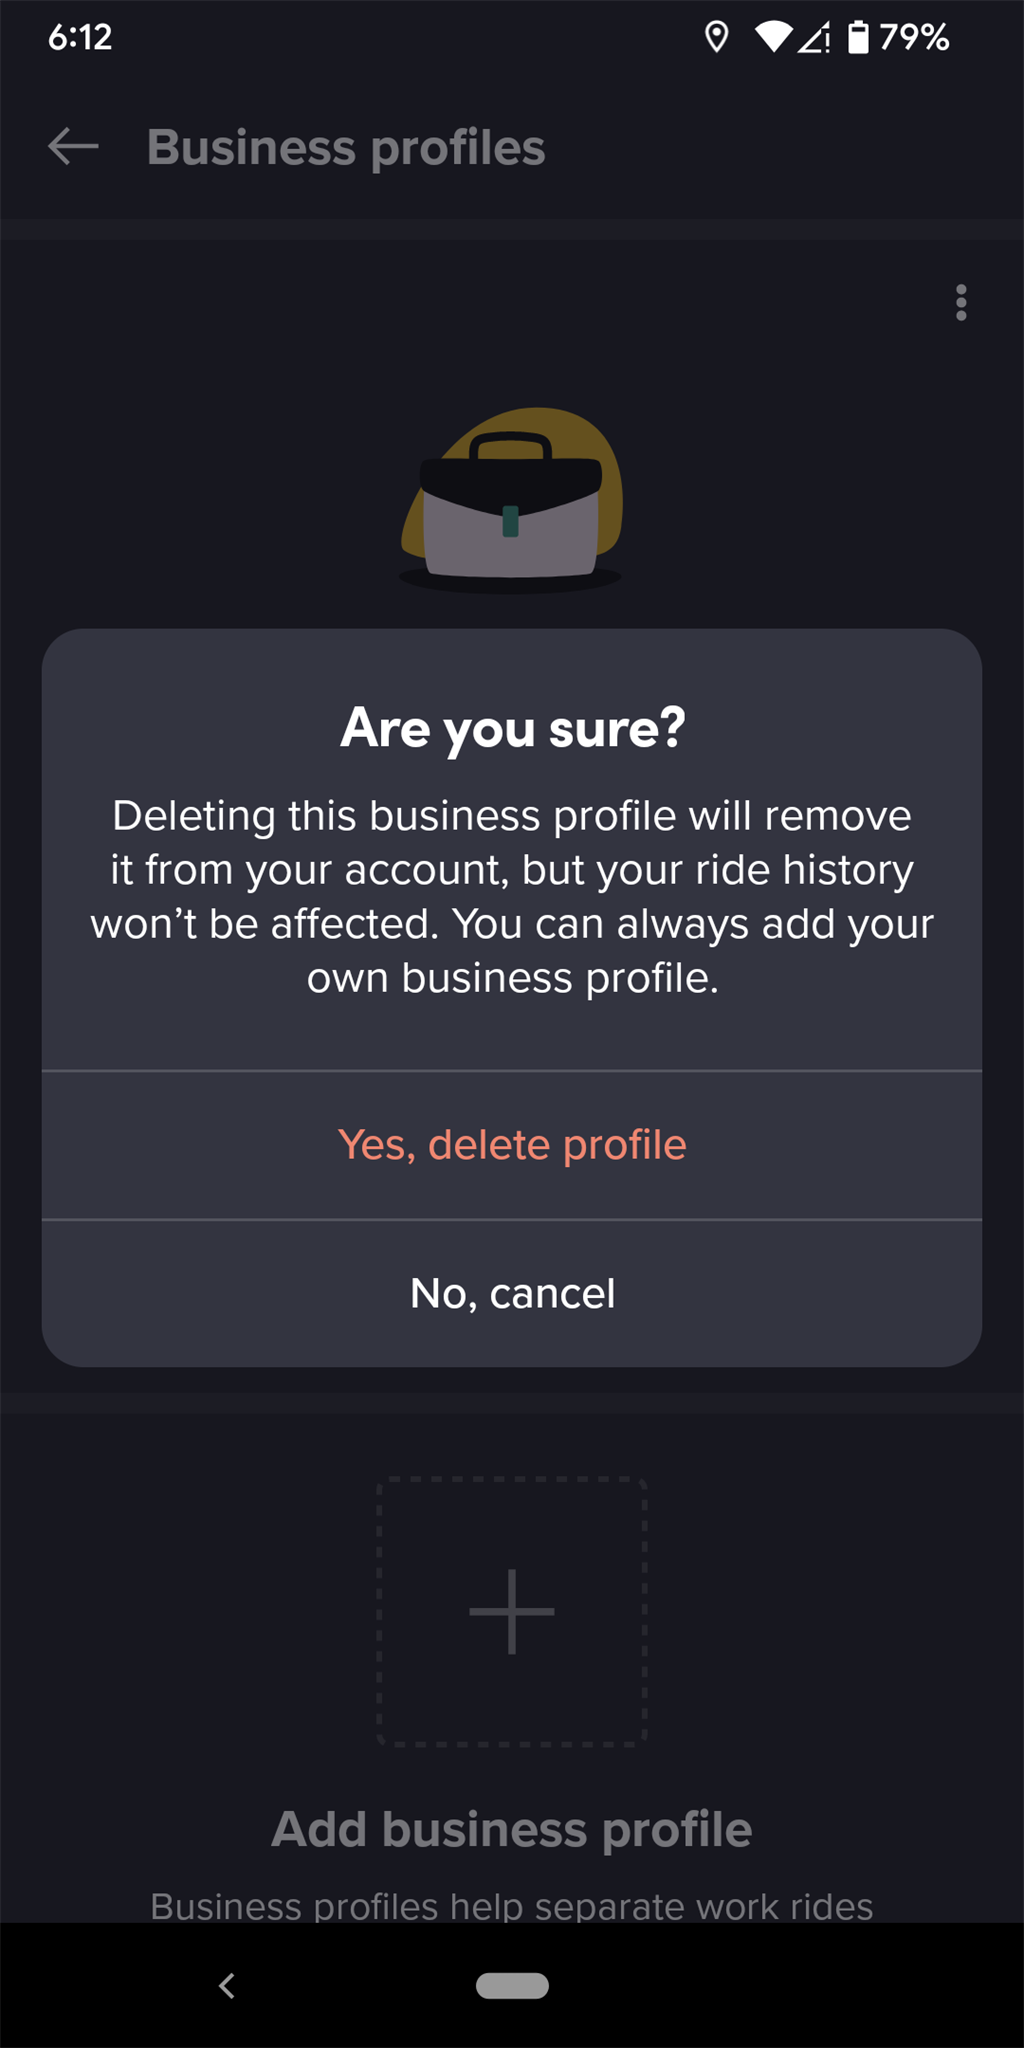 6:12
79%
Business profiles
Are you sure?
Deleting this business profile will remove
it from your account, but your ride history
won’t be affected. You can always add your
own business profile.
Yes, delete profile
No, cancel
Add business profile
Business profiles help separate work rides